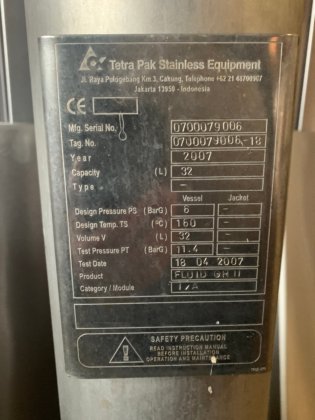 Tetra Pak Stainless Equipment
Jl. Raya Pulogebang Km.3, Cakung, Telephone +62 21 48700907
Jakarta 13950 - Indonesia
CE
Mfg. Serial No. 0700079006
Tag. No. 0700079006-18
Year 2007
Capacity (L) 32
Type -
Vessel Jacket
Design Pressure PS (BarG) 6 -
Design Temp. TS (°C) 150 -
Volume V (L) 32 -
Test Pressure PT (BarG) 11.4 -
Test Date 18 04 2007
Product FLUID GR II
Category / Module I/A
SAFETY PRECAUTION
READ INSTRUCTION MANUAL
BEFORE INSTALLATION
OPERATION AND MAINTENANCE